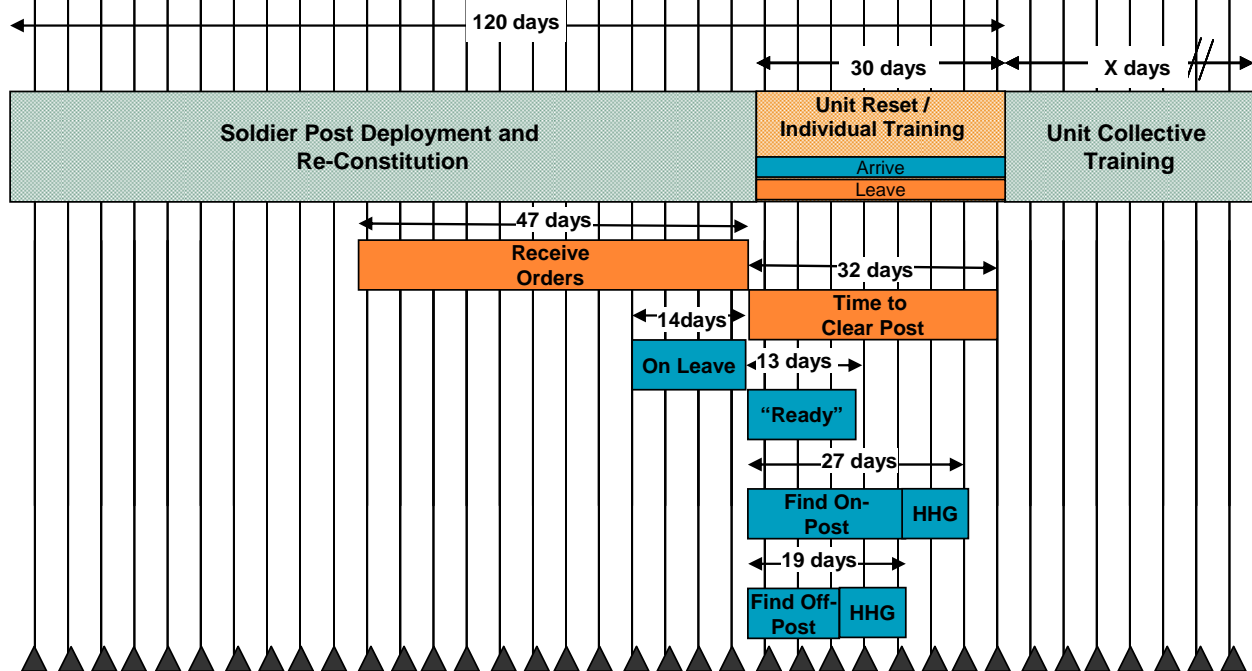 120 days
30 days
X days
Soldier Post Deployment and
Re-Constitution
Unit Reset /
Individual Training
Arrive
Leave
Unit Collective
Training
47 days
Receive
Orders
32 days
Time to
Clear Post
14days
On Leave
13 days
“Ready”
27 days
Find On-
Post
HHG
19 days
Find Off-
Post
HHG